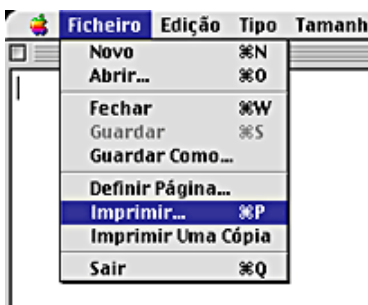 Ficheiro Edição Tipo Tamanh
Novo ⌘N
Abrir... ⌘O
Fechar ⌘W
Guardar ⌘S
Guardar Como...
Definir Página...
Imprimir... ⌘P
Imprimir Uma Cópia
Sair ⌘Q